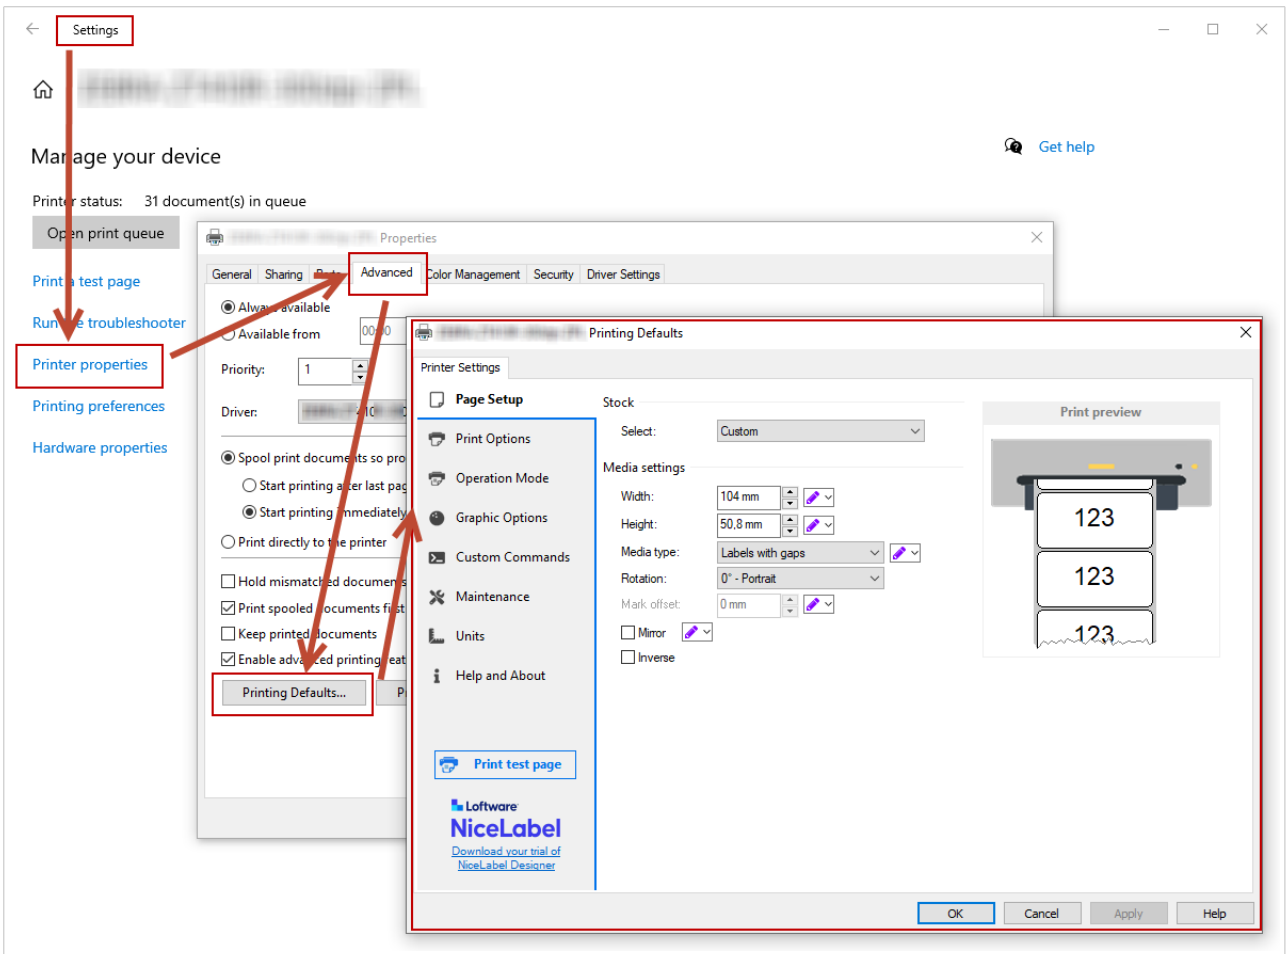 Settings
Manage your device
Get help
Printer status: 31 document(s) in queue
Open print queue
Print a test page
Run the troubleshooter
Printer properties
Printing preferences
Hardware properties
Properties
General Sharing Ports Advanced Color Management Security Driver Settings
Always available
Available from 00:00
Priority: 1
Driver:
Spool print documents so pro
Start printing after last pag
Start printing immediately
Print directly to the printer
Hold mismatched documents
Print spooled documents first
Keep printed documents
Enable advanced printing feat
Printing Defaults... P
Printing Defaults
Printer Settings
Page Setup
Print Options
Operation Mode
Graphic Options
Custom Commands
Maintenance
Units
Help and About
Print test page
Loftware
NiceLabel
Download your trial of
NiceLabel Designer
Stock
Select: Custom
Media settings
Width: 104 mm
Height: 50,8 mm
Media type: Labels with gaps
Rotation: 0° - Portrait
Mark offset: 0 mm
Mirror
Inverse
Print preview
123
123
123
OK Cancel Apply Help